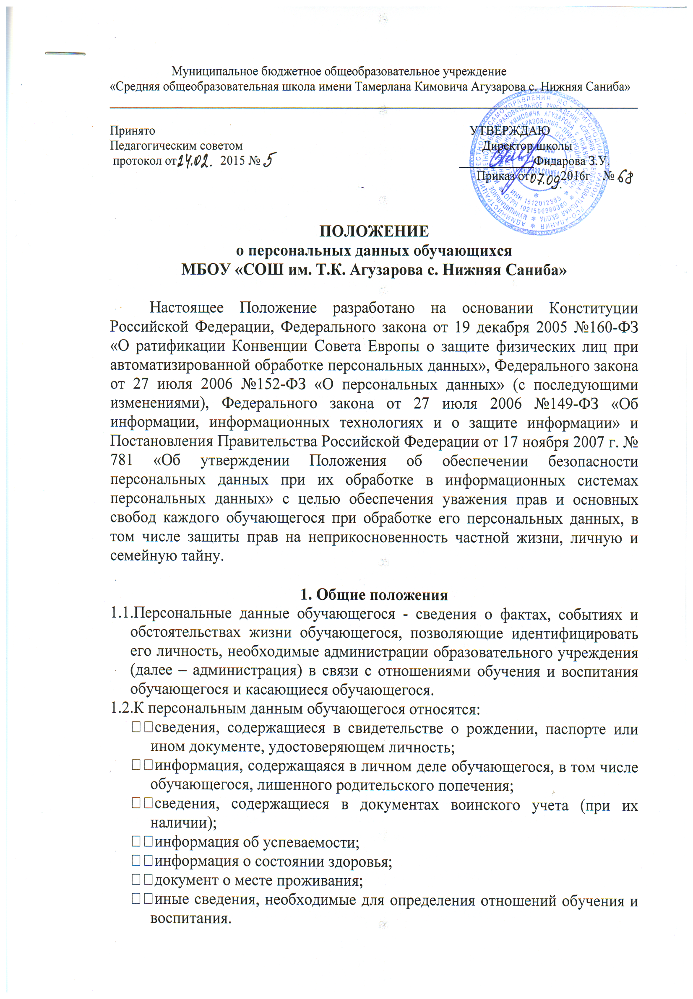 Муниципальное бюджетное общеобразовательное учреждение
«Средняя общеобразовательная школа имени Тамерлана Кимовича Агузарова с. Нижняя Саниба»
Принято УТВЕРЖДАЮ
Педагогическим советом Директор школы
протокол от 24.02. 2015 № 5 Фидарова З.У.
Приказ от 07.09. 2016г № 68
ИНН 1512012385
ОГРН 1021500980380
ПОЛОЖЕНИЕ
о персональных данных обучающихся
МБОУ «СОШ им. Т.К. Агузарова с. Нижняя Саниба»
Настоящее Положение разработано на основании Конституции
Российской Федерации, Федерального закона от 19 декабря 2005 №160-ФЗ
«О ратификации Конвенции Совета Европы о защите физических лиц при
автоматизированной обработке персональных данных», Федерального закона
от 27 июля 2006 №152-ФЗ «О персональных данных» (с последующими
изменениями), Федерального закона от 27 июля 2006 №149-ФЗ «Об
информации, информационных технологиях и о защите информации» и
Постановления Правительства Российской Федерации от 17 ноября 2007 г. №
781 «Об утверждении Положения об обеспечении безопасности
персональных данных при их обработке в информационных системах
персональных данных» с целью обеспечения уважения прав и основных
свобод каждого обучающегося при обработке его персональных данных, в
том числе защиты прав на неприкосновенность частной жизни, личную и
семейную тайну.
1. Общие положения
1.1.Персональные данные обучающегося - сведения о фактах, событиях и
обстоятельствах жизни обучающегося, позволяющие идентифицировать
его личность, необходимые администрации образовательного учреждения
(далее – администрация) в связи с отношениями обучения и воспитания
обучающегося и касающиеся обучающегося.
1.2.К персональным данным обучающегося относятся:
сведения, содержащиеся в свидетельстве о рождении, паспорте или
ином документе, удостоверяющем личность;
информация, содержащаяся в личном деле обучающегося, в том числе
обучающегося, лишенного родительского попечения;
сведения, содержащиеся в документах воинского учета (при их
наличии);
информация об успеваемости;
информация о состоянии здоровья;
документ о месте проживания;
иные сведения, необходимые для определения отношений обучения и
воспитания.